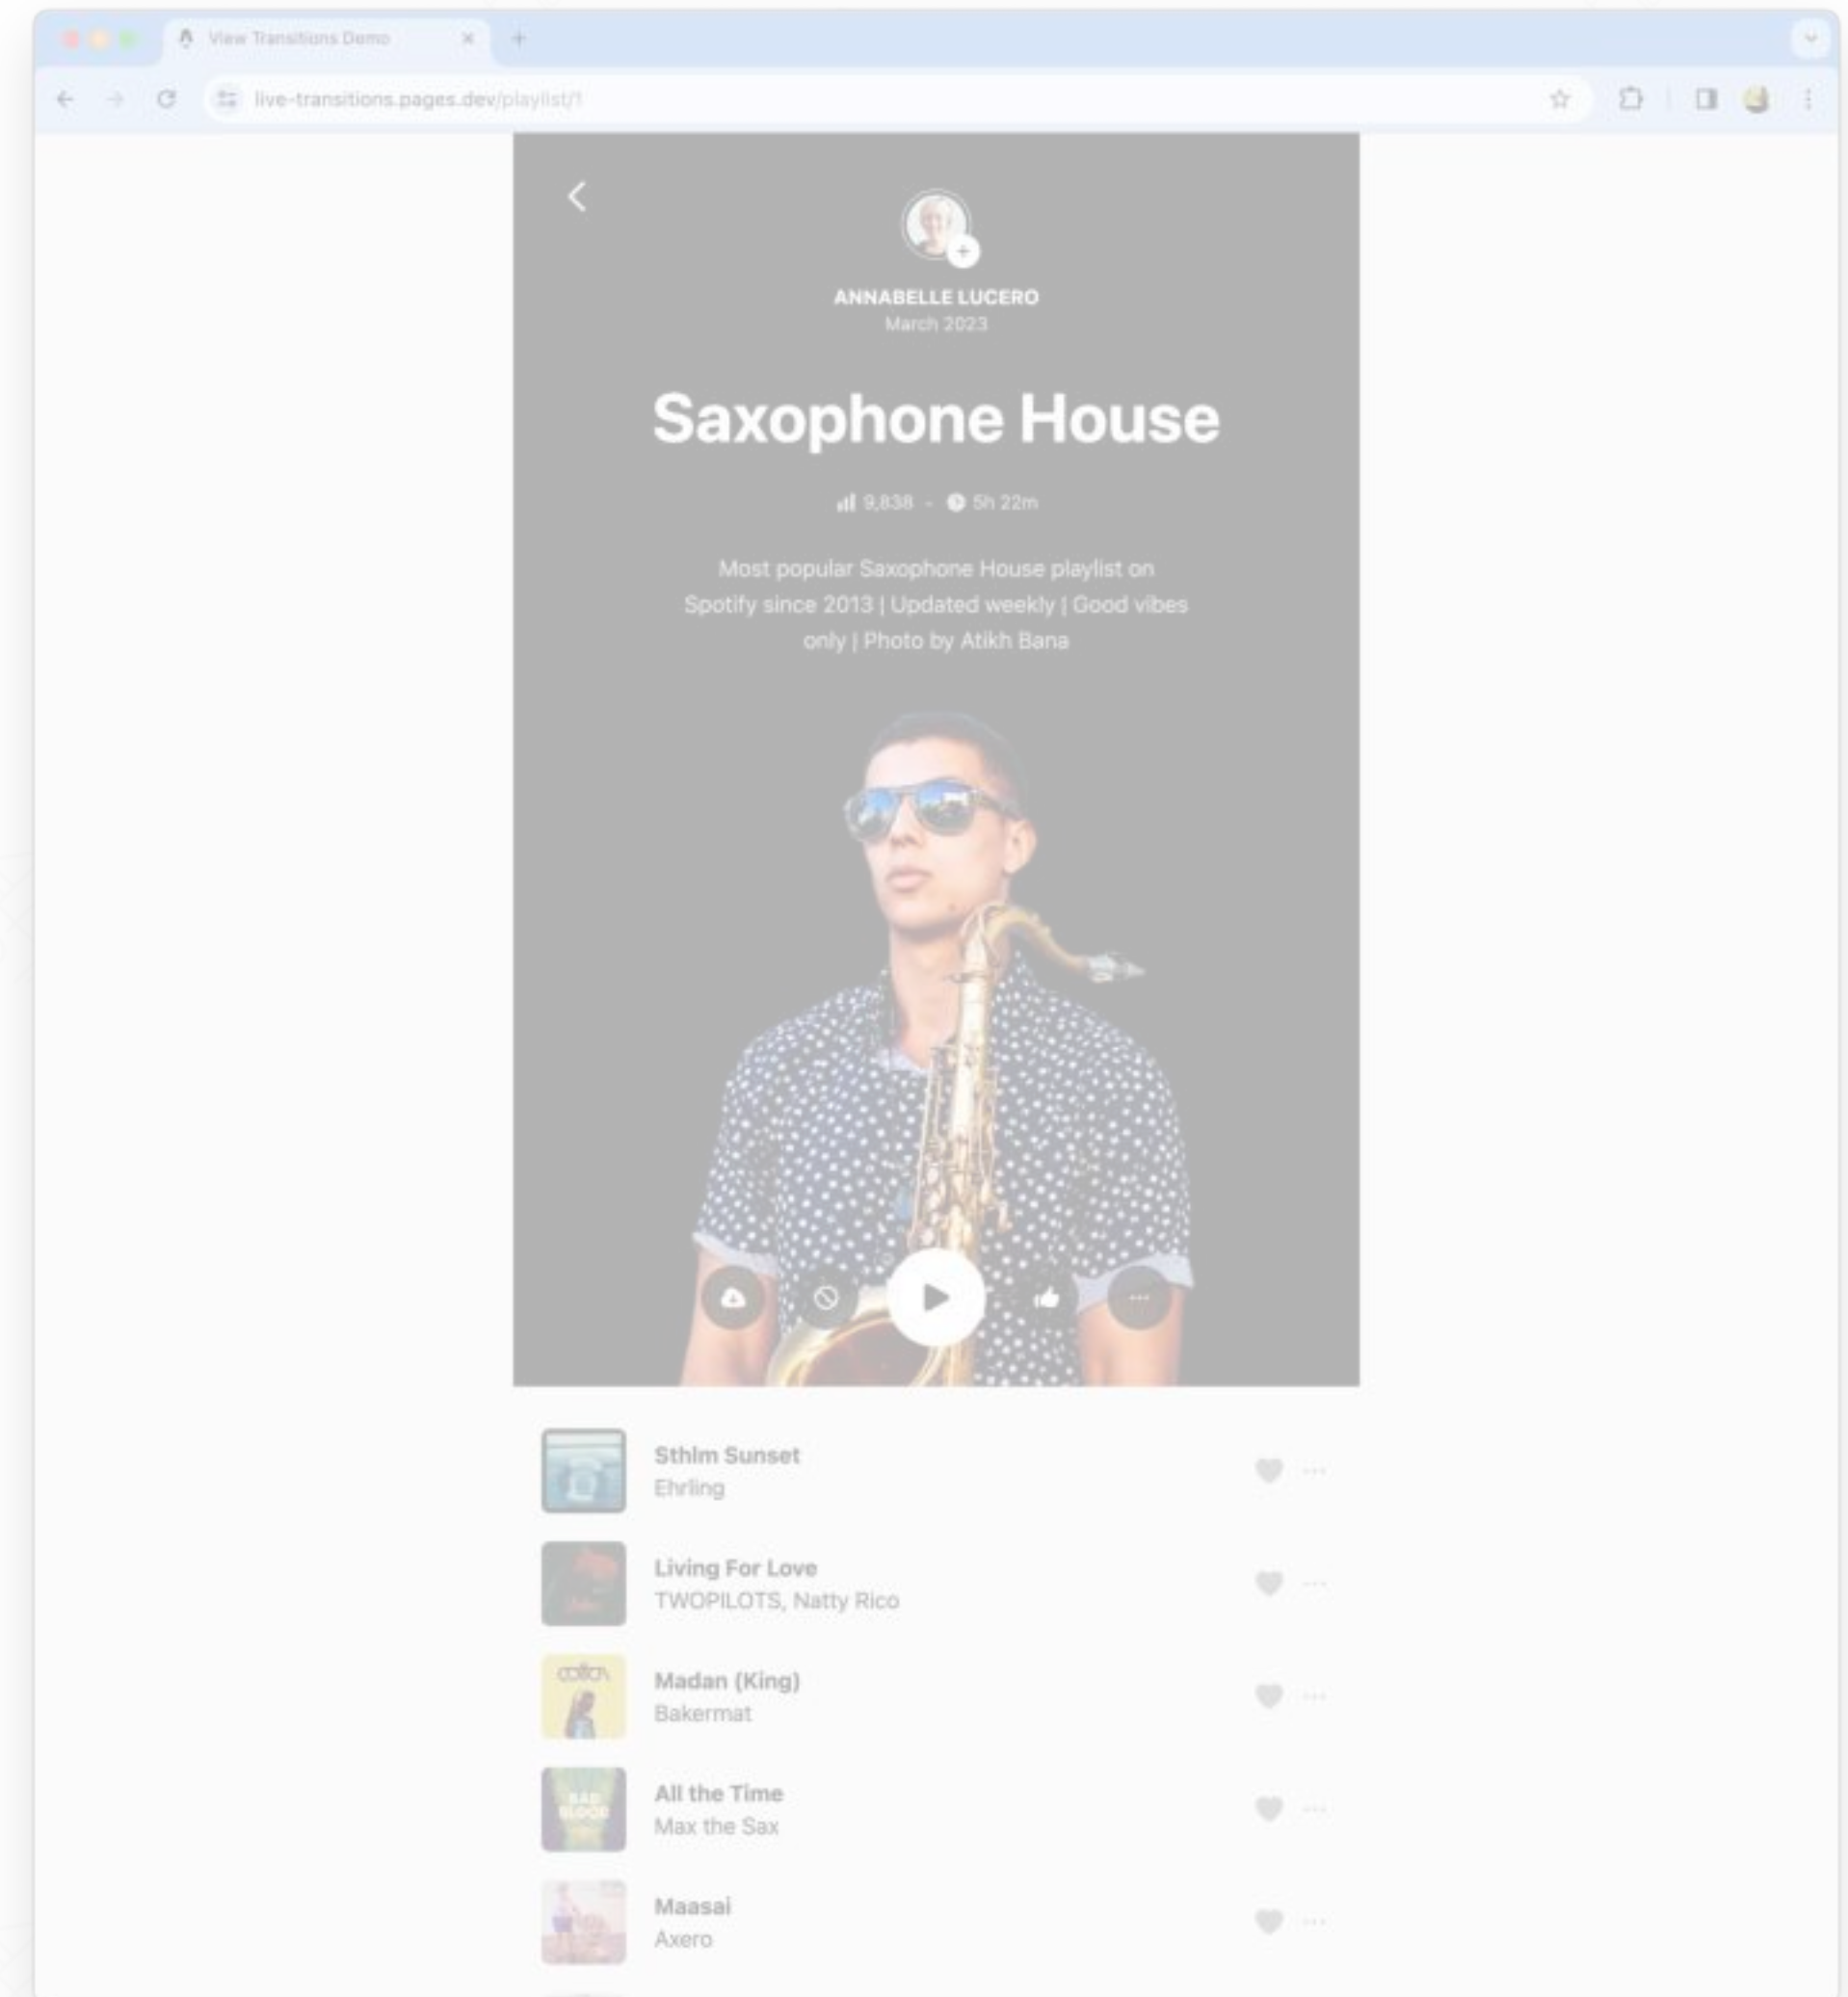 View Transitions Demo
live-transitions.pages.dev/playlist/1
ANNABELLE LUCERO
March 2023
Saxophone House
9,838 - 5h 22m
Most popular Saxophone House playlist on
Spotify since 2013 | Updated weekly | Good vibes
only | Photo by Atikh Bana
Sthlm Sunset
Ehrling
Living For Love
TWOPILOTS, Natty Rico
Madan (King)
Bakermat
All the Time
Max the Sax
BAD
BLOOD
Maasai
Axero